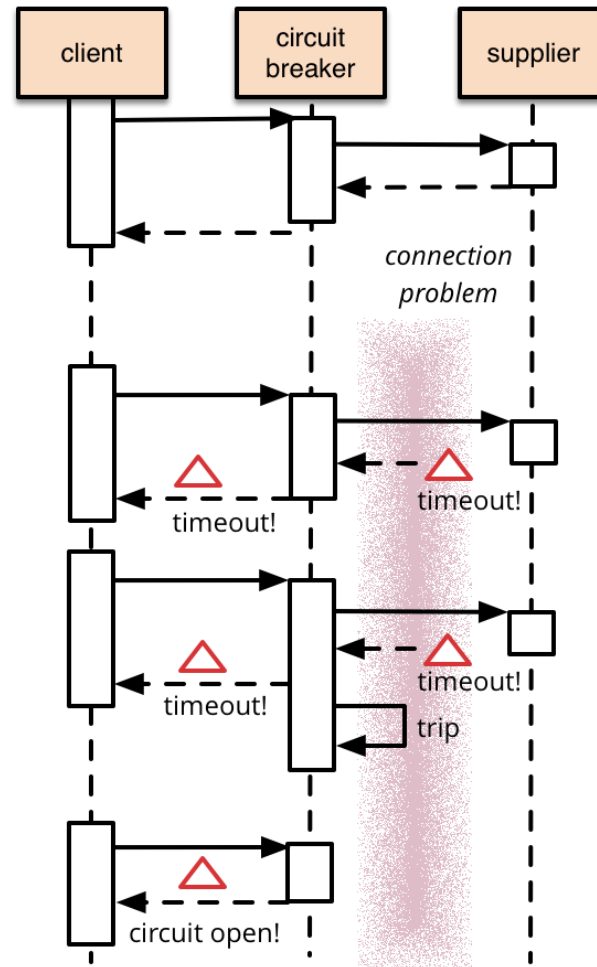 client
circuit
breaker
supplier
connection
problem
timeout!
timeout!
timeout!
timeout!
trip
circuit open!